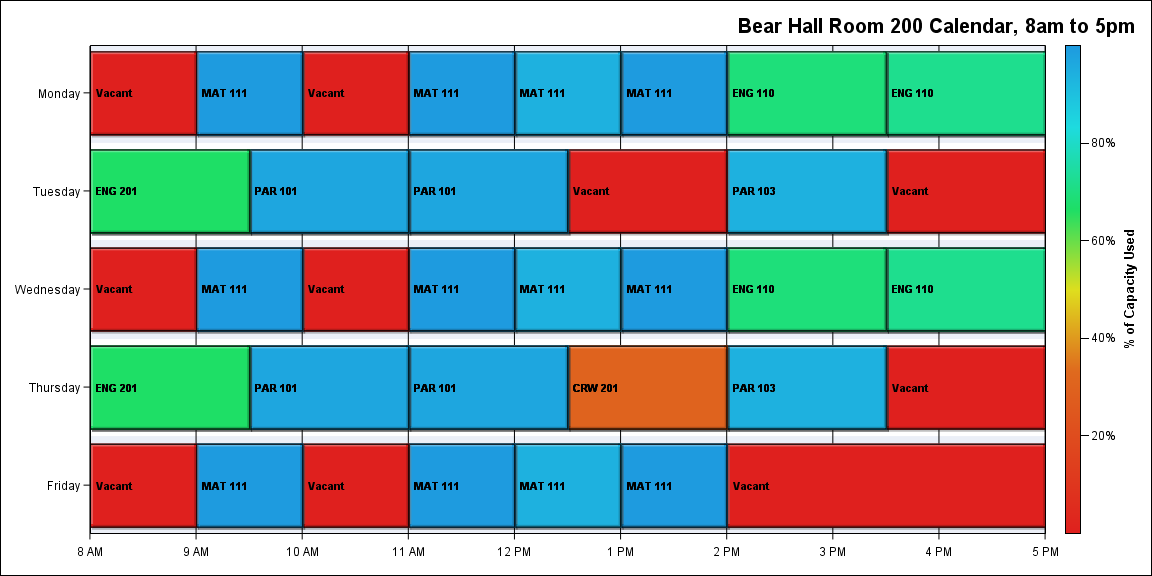 Bear Hall Room 200 Calendar, 8am to 5pm
Monday
Vacant
MAT 111
Vacant
MAT 111
MAT 111
MAT 111
ENG 110
ENG 110
Tuesday
ENG 201
PAR 101
PAR 101
Vacant
PAR 103
Vacant
Wednesday
Vacant
MAT 111
Vacant
MAT 111
MAT 111
MAT 111
ENG 110
ENG 110
Thursday
ENG 201
PAR 101
PAR 101
CRW 201
PAR 103
Vacant
Friday
Vacant
MAT 111
Vacant
MAT 111
MAT 111
MAT 111
Vacant
8 AM
9 AM
10 AM
11 AM
12 PM
1 PM
2 PM
3 PM
4 PM
5 PM
80%
60%
40%
20%
% of Capacity Used